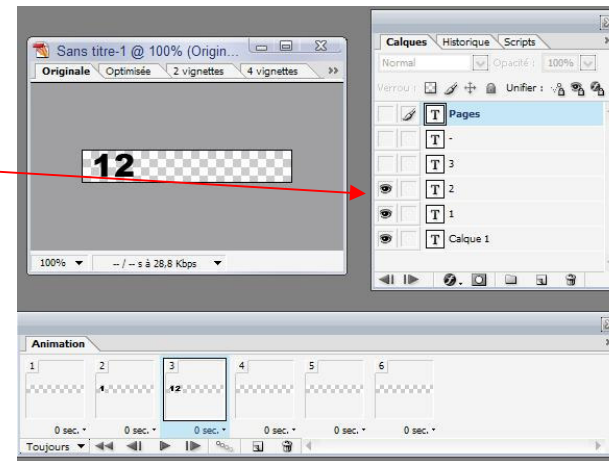 Sans titre-1 @ 100% (Origin...
Originale Optimisée 2 vignettes 4 vignettes >>
12
100% -- / -- s à 28,8 Kbps
Calques Historique Scripts
Normal Opacité : 100%
Verrou : Unifier :
T Pages
T -
T 3
T 2
T 1
T Calque 1
Animation
1 2 3 4 5 6
1 12
0 sec. 0 sec. 0 sec. 0 sec. 0 sec. 0 sec.
Toujours